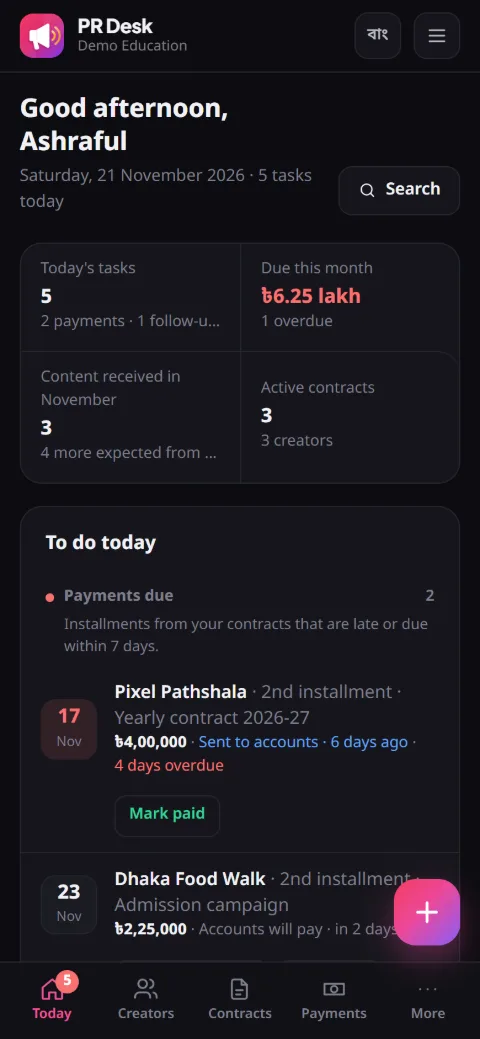 PR Desk
Demo Education
বাং
Good afternoon,
Ashraful
Saturday, 21 November 2026 · 5 tasks
today
Search
Today's tasks
5
2 payments · 1 follow-u...
Due this month
৳6.25 lakh
1 overdue
Content received in
November
3
4 more expected from ...
Active contracts
3
3 creators
To do today
Payments due
2
Installments from your contracts that are late or due
within 7 days.
17
Nov
Pixel Pathshala · 2nd installment ·
Yearly contract 2026-27
৳4,00,000 · Sent to accounts · 6 days ago ·
4 days overdue
Mark paid
23
Nov
Dhaka Food Walk · 2nd installment ·
Admission campaign
৳2,25,000 · Accounts will pay · in 2 days
5
Today
Creators
Contracts
Payments
More